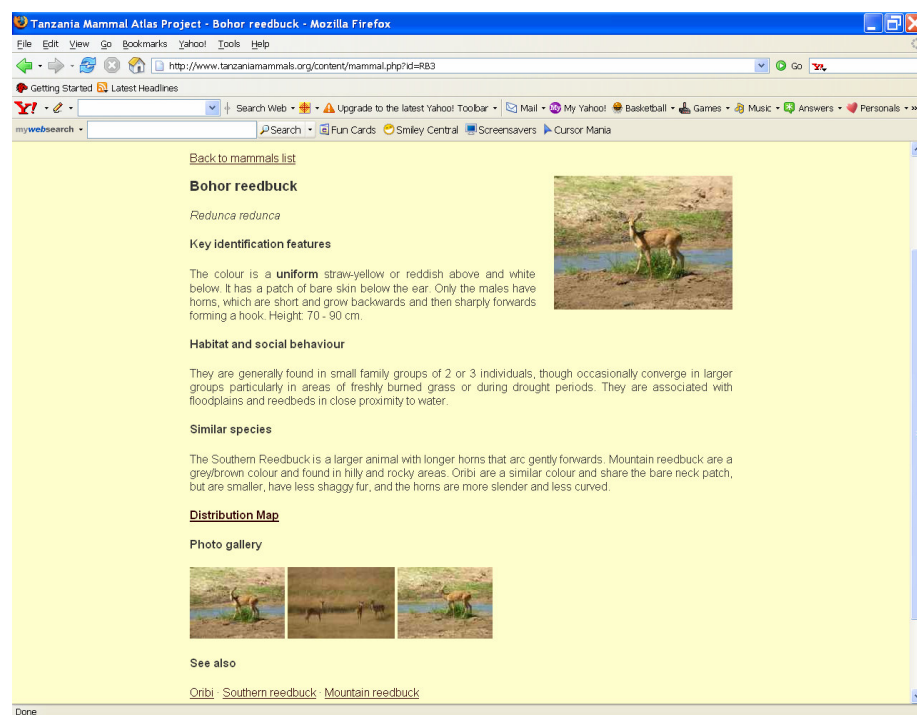 Tanzania Mammal Atlas Project - Bohor reedbuck - Mozilla Firefox
File Edit View Go Bookmarks Yahoo! Tools Help
http://www.tanzaniamammals.org/content/mammal.php?id=RB3 Go
Getting Started Latest Headlines
Y! Search Web Upgrade to the latest Yahoo! Toolbar Mail My Yahoo! Basketball Games Music Answers Personals »
mywebsearch Search Fun Cards Smiley Central Screensavers Cursor Mania
Back to mammals list
Bohor reedbuck
Redunca redunca
Key identification features
The colour is a uniform straw-yellow or reddish above and white
below. It has a patch of bare skin below the ear. Only the males have
horns, which are short and grow backwards and then sharply forwards
forming a hook. Height: 70 - 90 cm.
Habitat and social behaviour
They are generally found in small family groups of 2 or 3 individuals, though occasionally converge in larger
groups particularly in areas of freshly burned grass or during drought periods. They are associated with
floodplains and reedbeds in close proximity to water.
Similar species
The Southern Reedbuck is a larger animal with longer horns that arc gently forwards. Mountain reedbuck are a
grey/brown colour and found in hilly and rocky areas. Oribi are a similar colour and share the bare neck patch,
but are smaller, have less shaggy fur, and the horns are more slender and less curved.
Distribution Map
Photo gallery
See also
Oribi · Southern reedbuck · Mountain reedbuck
Done